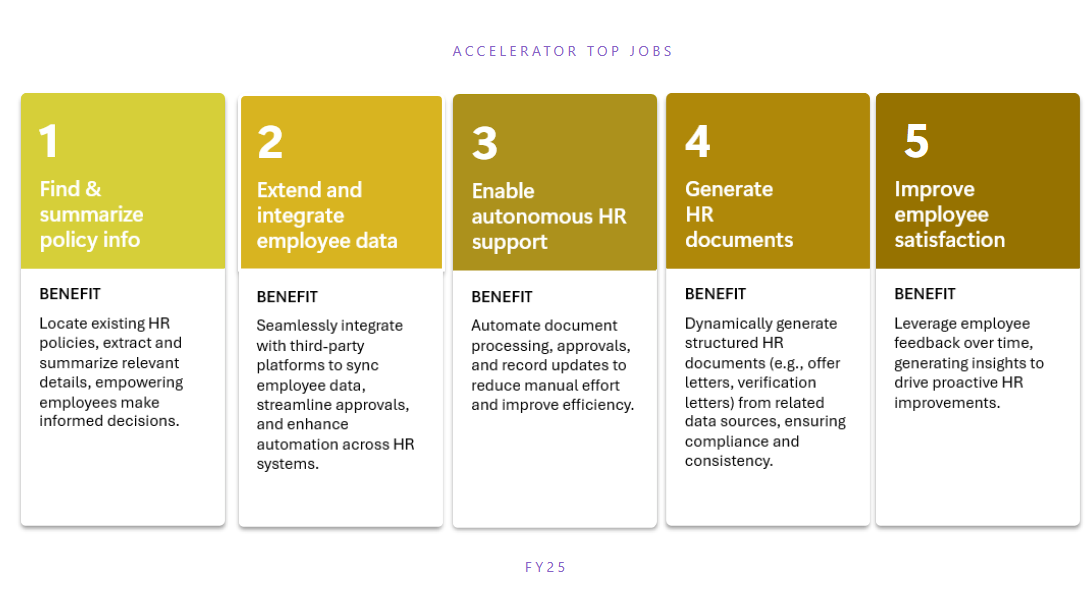 ACCELERATOR TOP JOBS
1
Find &
summarize
policy info
BENEFIT
Locate existing HR
policies, extract and
summarize relevant
details, empowering
employees make
informed decisions.
2
Extend and
integrate
employee data
BENEFIT
Seamlessly integrate
with third-party
platforms to sync
employee data,
streamline approvals,
and enhance
automation across HR
systems.
3
Enable
autonomous HR
support
BENEFIT
Automate document
processing, approvals,
and record updates to
reduce manual effort
and improve efficiency.
4
Generate
HR
documents
BENEFIT
Dynamically generate
structured HR
documents (e.g., offer
letters, verification
letters) from related
data sources, ensuring
compliance and
consistency.
5
Improve
employee
satisfaction
BENEFIT
Leverage employee
feedback over time,
generating insights to
drive proactive HR
improvements.
FY25